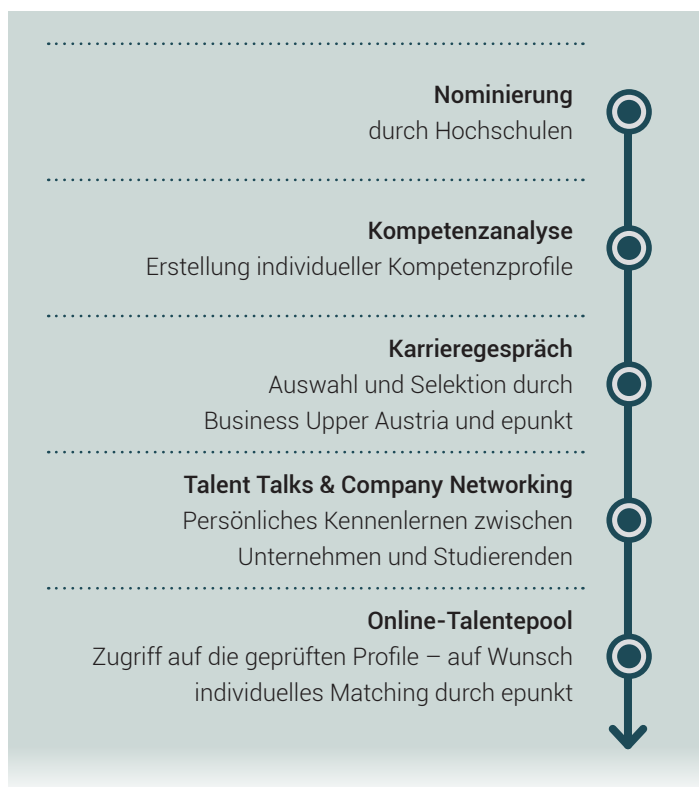 Nominierung
durch Hochschulen
Kompetenzanalyse
Erstellung individueller Kompetenzprofile
Karrieregespräch
Auswahl und Selektion durch
Business Upper Austria und epunkt
Talent Talks & Company Networking
Persönliches Kennenlernen zwischen
Unternehmen und Studierenden
Online-Talentepool
Zugriff auf die geprüften Profile – auf Wunsch
individuelles Matching durch epunkt